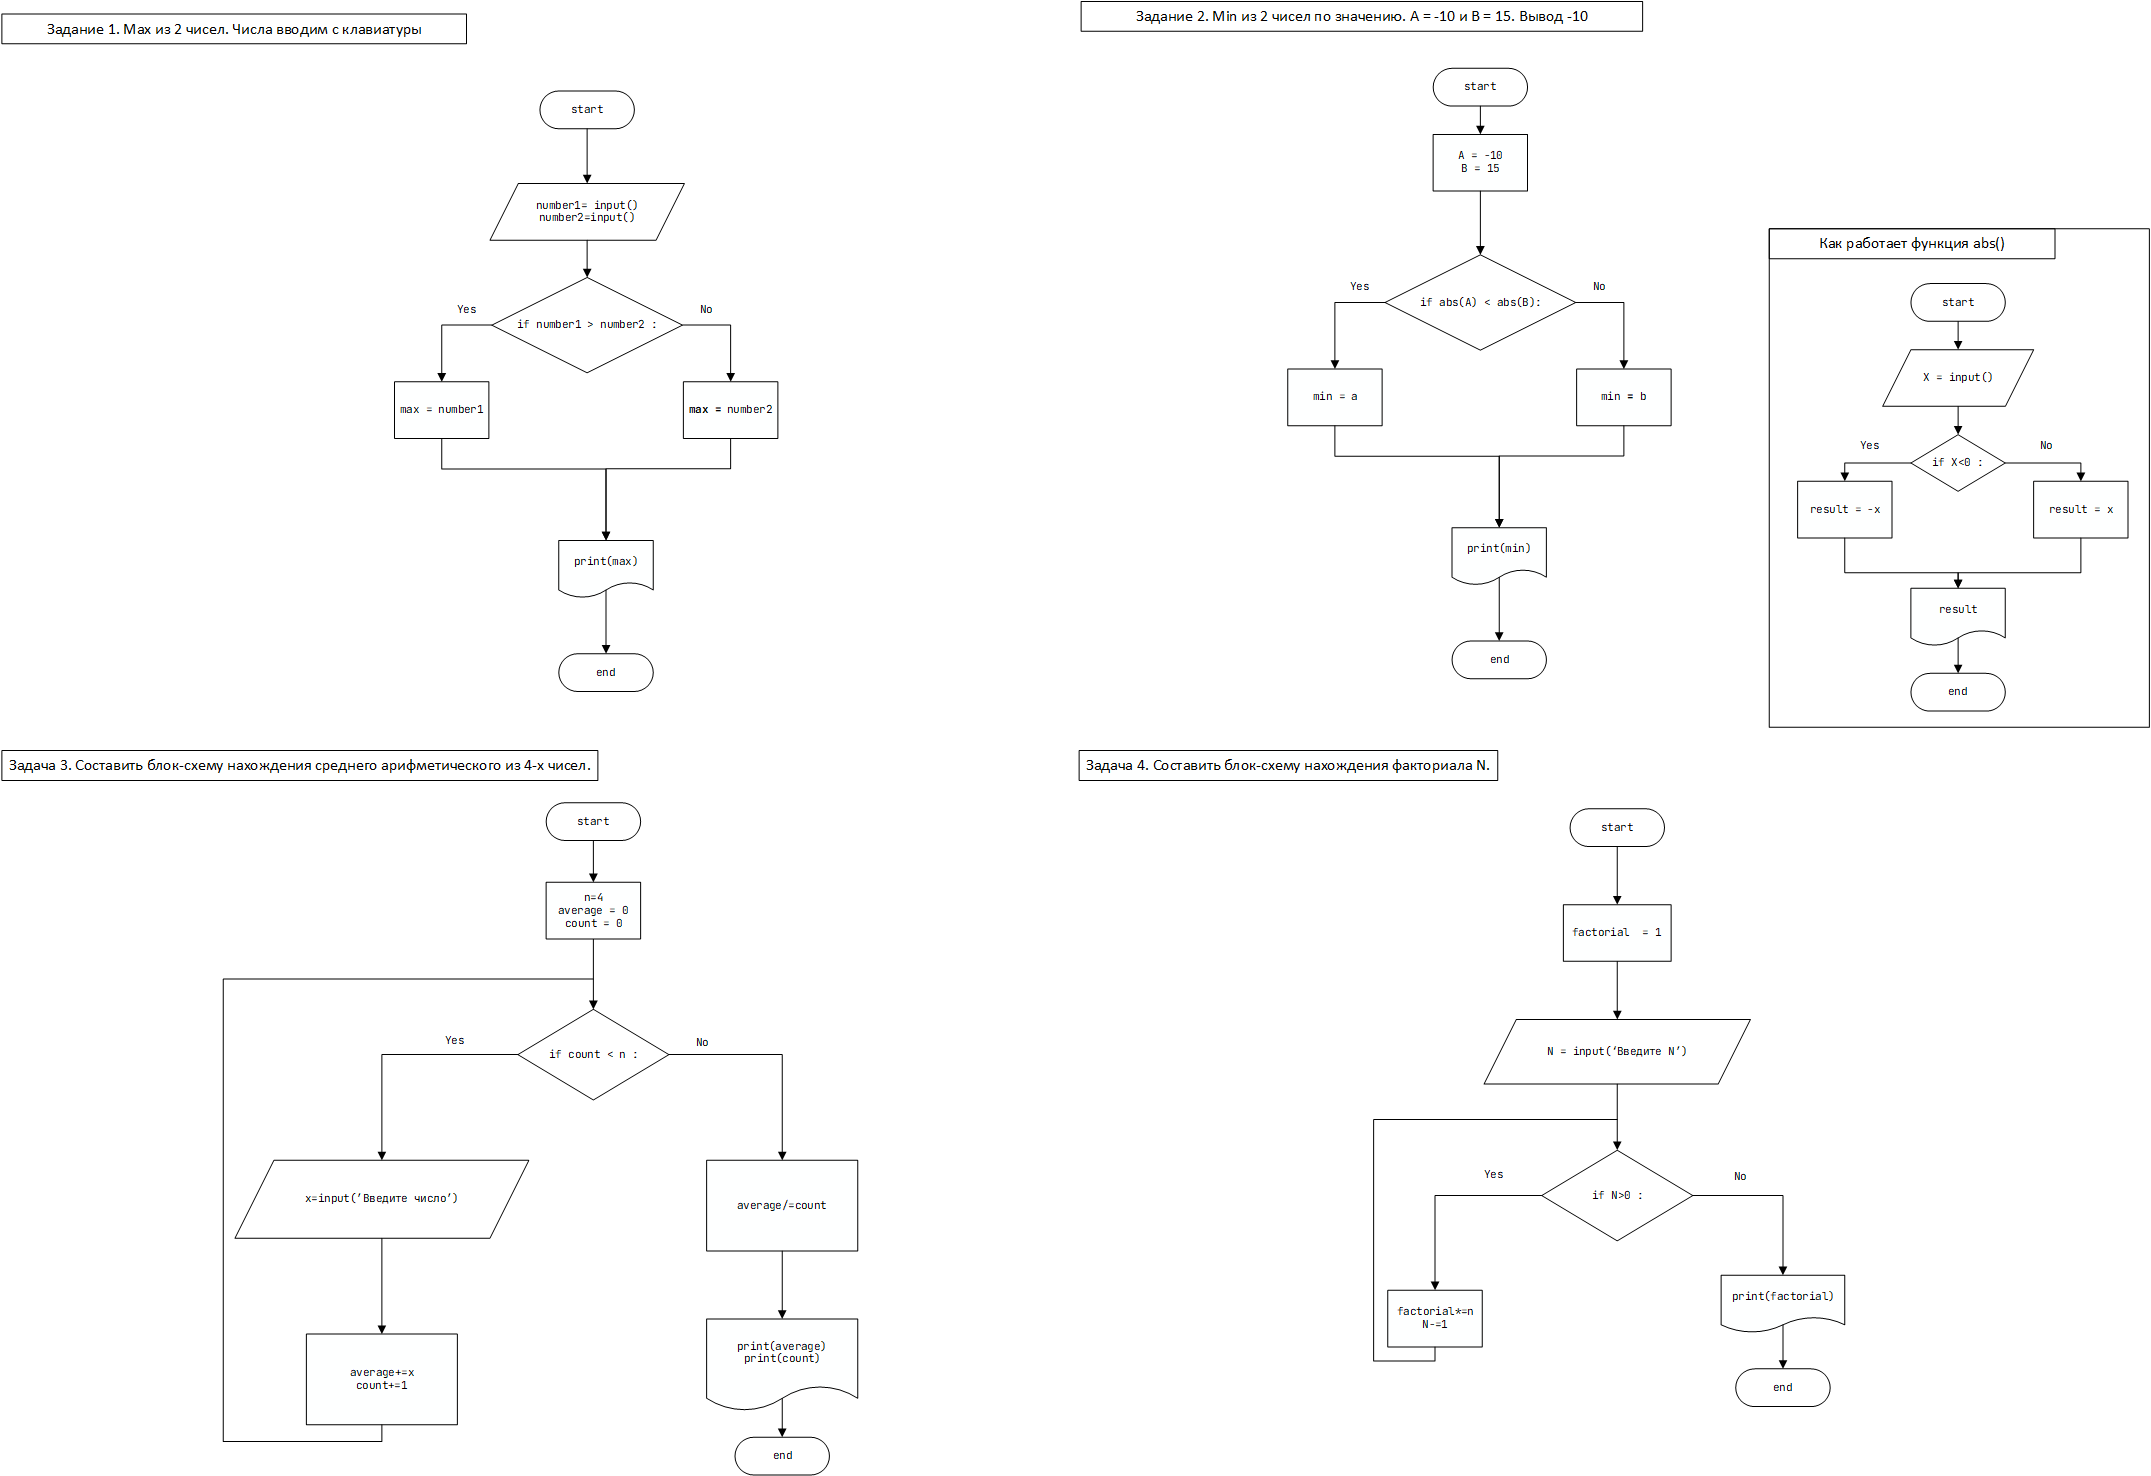 Задание 1. Max из 2 чисел. Числа вводим с клавиатуры
start
number1= input()
number2=input()
if number1 > number2 :
Yes
No
max = number1
max = number2
print(max)
end
Задание 2. Min из 2 чисел по значению. A = -10 и B = 15. Вывод -10
start
A = -10
B = 15
if abs(A) < abs(B):
Yes
No
min = a
min = b
print(min)
end
Как работает функция abs()
start
X = input()
if X<0 :
Yes
No
result = -x
result = x
result
end
Задача 3. Составить блок-схему нахождения среднего арифметического из 4-х чисел.
start
n=4
average = 0
count = 0
if count < n :
Yes
No
x=input(‘Введите число’)
average+=x
count+=1
average/=count
print(average)
print(count)
end
Задача 4. Составить блок-схему нахождения факториала N.
start
factorial  = 1
N = input(‘Введите N’)
if N>0 :
Yes
No
factorial*=n
N-=1
print(factorial)
end